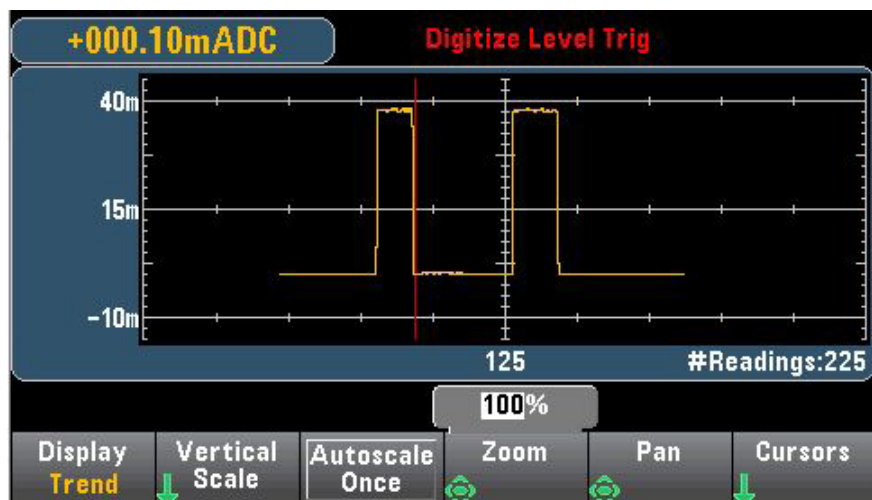 +000.10mADC
Digitize Level Trig
40m
15m
-10m
125
#Readings:225
100%
Display
Trend
Vertical
Scale
Autoscale
Once
Zoom
Pan
Cursors